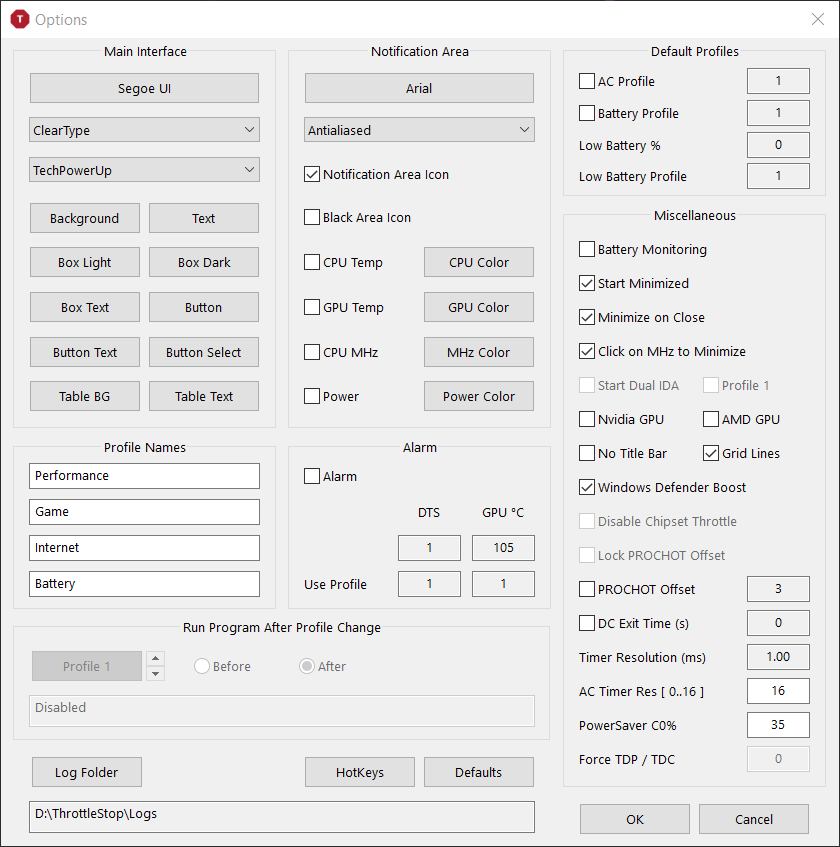 T Options
Main Interface
Segoe UI
ClearType
TechPowerUp
Background Text
Box Light Box Dark
Box Text Button
Button Text Button Select
Table BG Table Text
Notification Area
Arial
Antialiased
Notification Area Icon
Black Area Icon
CPU Temp CPU Color
GPU Temp GPU Color
CPU MHz MHz Color
Power Power Color
Default Profiles
AC Profile 1
Battery Profile 1
Low Battery % 0
Low Battery Profile 1
Profile Names
Performance
Game
Internet
Battery
Alarm
Alarm
DTS GPU °C
1 105
Use Profile 1 1
Miscellaneous
Battery Monitoring
Start Minimized
Minimize on Close
Click on MHz to Minimize
Start Dual IDA Profile 1
Nvidia GPU AMD GPU
No Title Bar Grid Lines
Windows Defender Boost
Disable Chipset Throttle
Lock PROCHOT Offset
PROCHOT Offset 3
DC Exit Time (s) 0
Timer Resolution (ms) 1.00
AC Timer Res [ 0..16 ] 16
PowerSaver C0% 35
Force TDP / TDC 0
Run Program After Profile Change
Profile 1 Before After
Disabled
Log Folder HotKeys Defaults
D:\ThrottleStop\Logs
OK Cancel